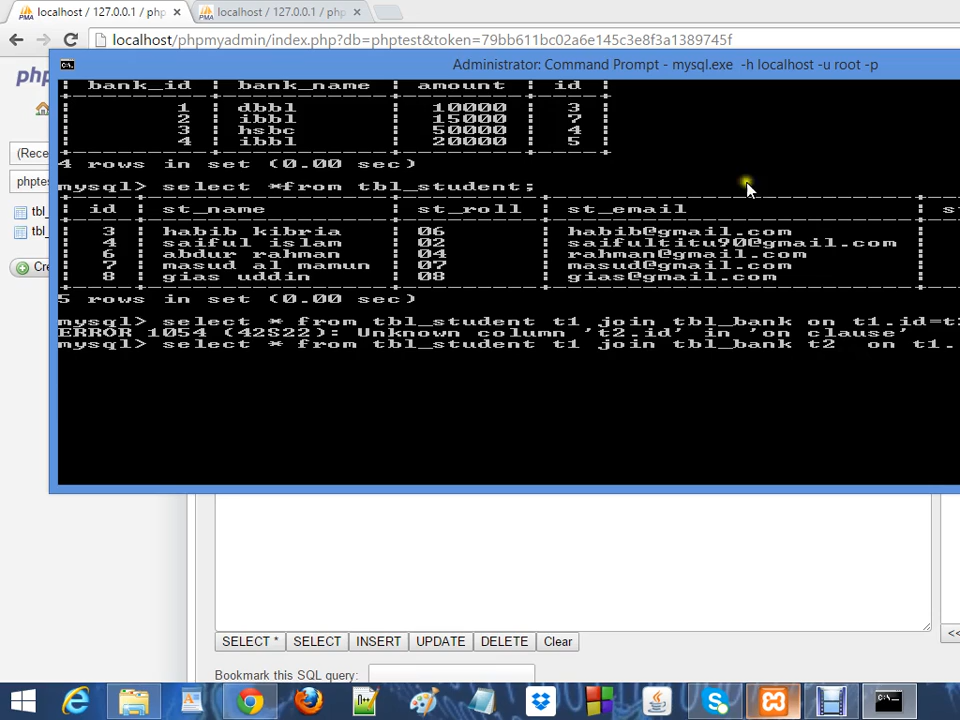 localhost / 127.0.0.1 / php ×
localhost / 127.0.0.1 / php ×
localhost/phpmyadmin/index.php?db=phptest&token=79bb611bc02a6e145c3e8f3a1389745f
Administrator: Command Prompt - mysql.exe -h localhost -u root -p
| bank_id | bank_name | amount | id |
| 1 | dbbl | 10000 | 3 |
| 2 | ibbl | 15000 | 7 |
| 3 | hsbc | 50000 | 4 |
| 4 | ibbl | 20000 | 5 |
4 rows in set (0.00 sec)
mysql> select *from tbl_student;
| id | st_name | st_roll | st_email | st
| 3 | habib kibria | 06 | habib@gmail.com |
| 4 | saiful islam | 02 | saifultitu90@gmail.com |
| 6 | abdur rahman | 04 | rahman@gmail.com |
| 7 | masud al mamun | 07 | masud@gmail.com |
| 8 | gias uddin | 08 | gias@gmail.com |
5 rows in set (0.00 sec)
mysql> select * from tbl_student t1 join tbl_bank on t1.id=t
ERROR 1054 (42S22): Unknown column 't2.id' in 'on clause'
mysql> select * from tbl_student t1 join tbl_bank t2 on t1.
php
(Rece
phptes
tbl_
tbl_
Cre
SELECT * SELECT INSERT UPDATE DELETE Clear
<<
Bookmark this SQL query: